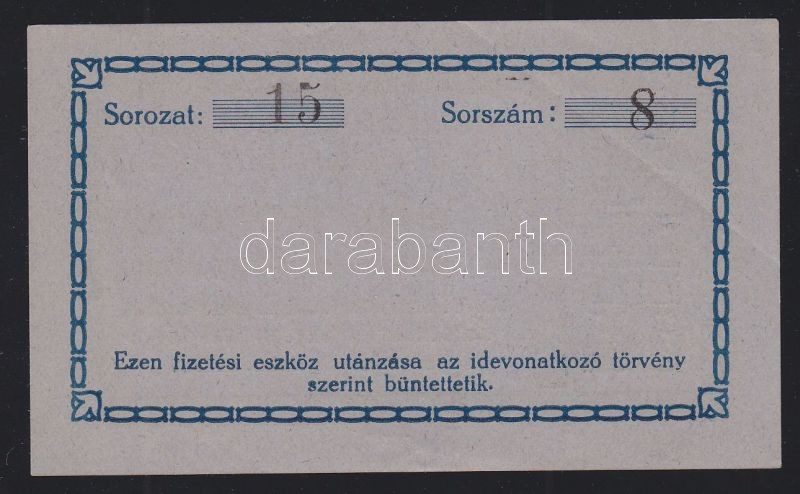 Sorozat: 15 Sorszám: 8
darabanth
Ezen fizetési eszköz utánzása az idevonatkozó törvény
szerint büntettetik.